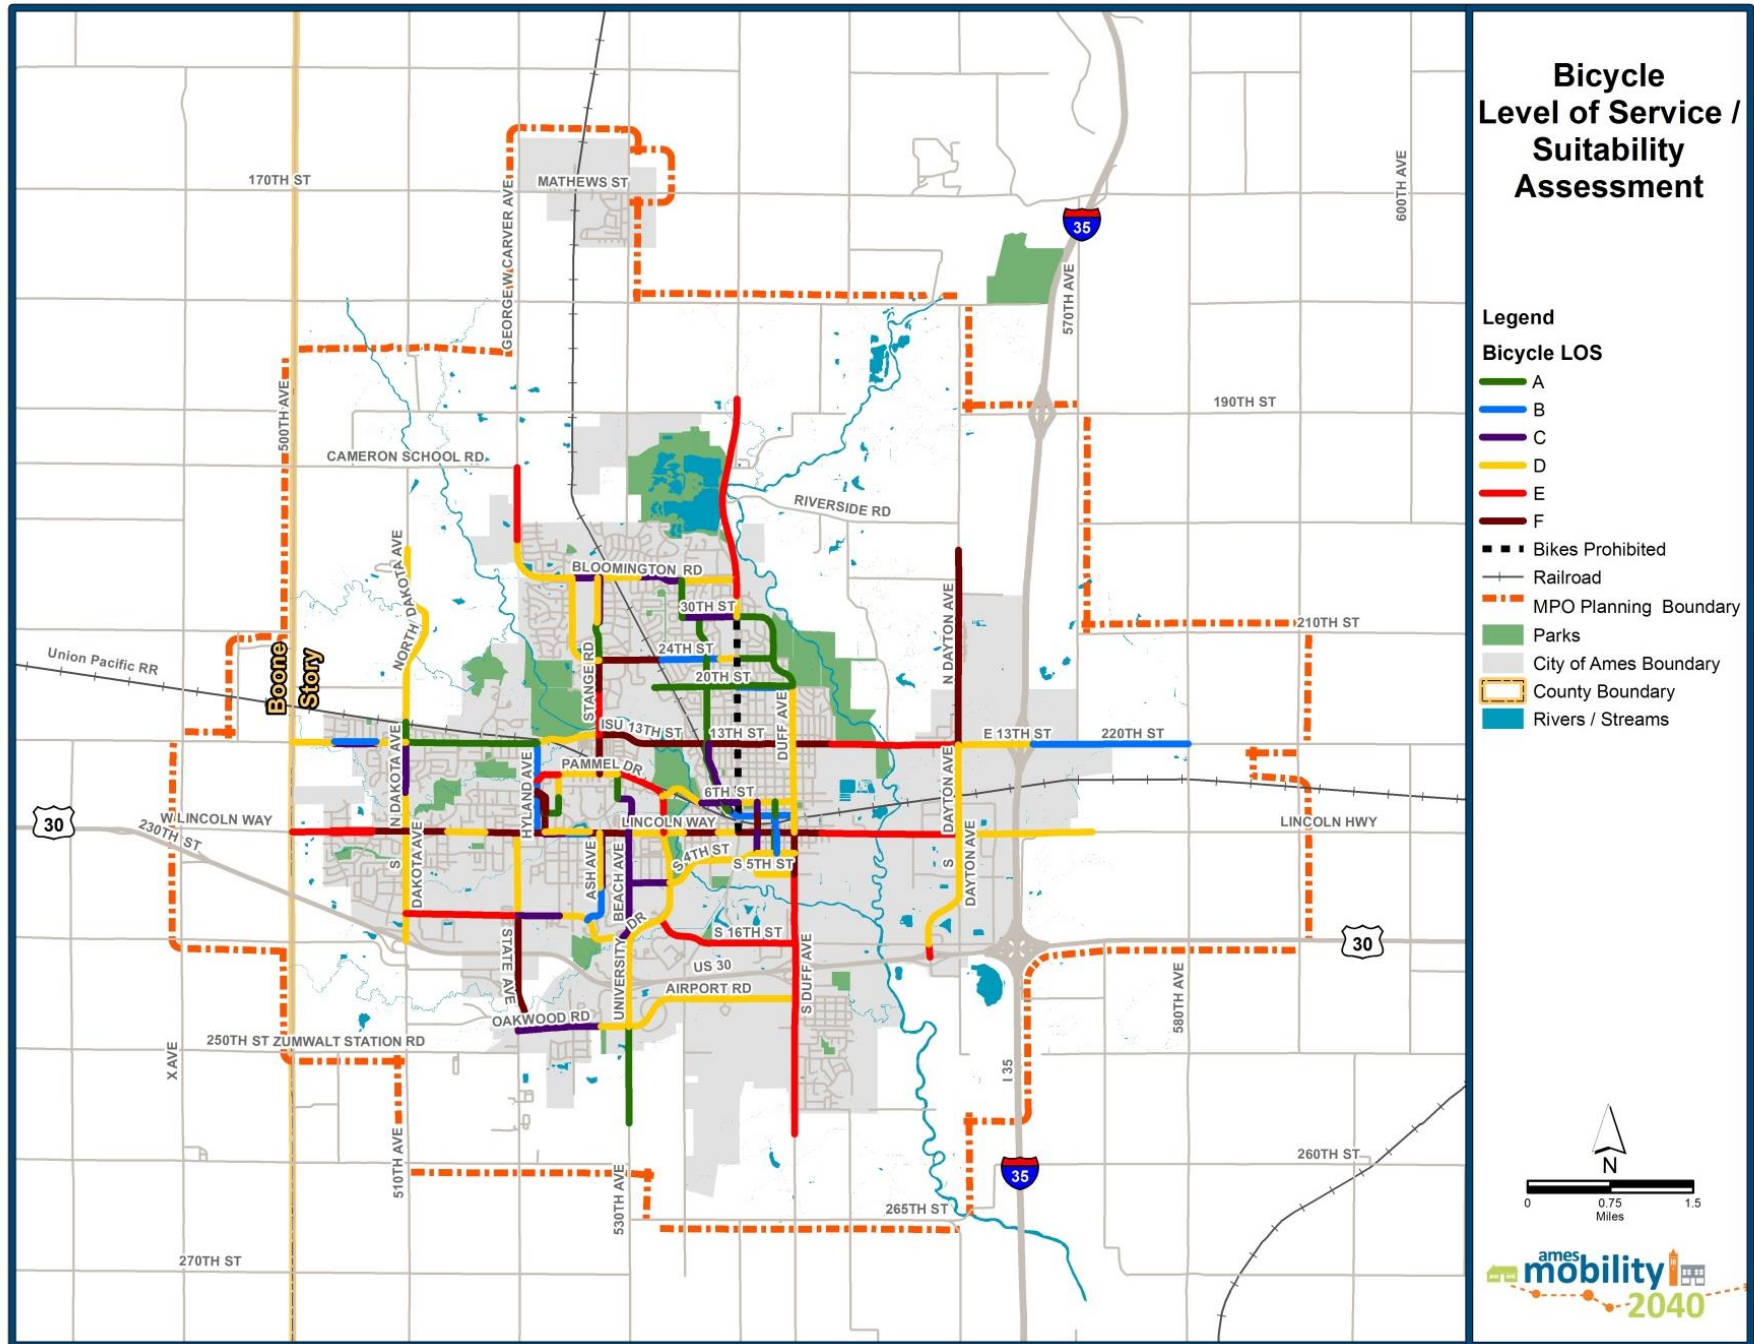 Bicycle
Level of Service /
Suitability
Assessment
Legend
Bicycle LOS
A
B
C
D
E
F
Bikes Prohibited
Railroad
MPO Planning Boundary
Parks
City of Ames Boundary
County Boundary
Rivers / Streams
N
0
0.75
1.5
Miles
ames
mobility
2040
170TH ST
MATHEWS ST
GEORGE W CARVER AVE
600TH AVE
35
570TH AVE
500TH AVE
190TH ST
CAMERON SCHOOL RD
RIVERSIDE RD
NORTH DAKOTA AVE
BLOOMINGTON RD
30TH ST
N DAYTON AVE
210TH ST
Union Pacific RR
Boone
Story
24TH ST
20TH ST
STANGE RD
ISU 13TH ST
13TH ST
DUFF AVE
E 13TH ST
220TH ST
N DAKOTA AVE
HYLAND AVE
PAMMEL DR
6TH ST
S DAYTON AVE
30
W LINCOLN WAY
230TH ST
LINCOLN WAY
LINCOLN HWY
S DAKOTA AVE
ASH AVE
BEACH AVE
S 4TH ST
S 5TH ST
DAYTON AVE
STATE AVE
UNIVERSITY DR
S 16TH ST
US 30
S DUFF AVE
30
AIRPORT RD
OAKWOOD RD
580TH AVE
250TH ST ZUMWALT STATION RD
X AVE
I 35
510TH AVE
530TH AVE
35
260TH ST
265TH ST
270TH ST